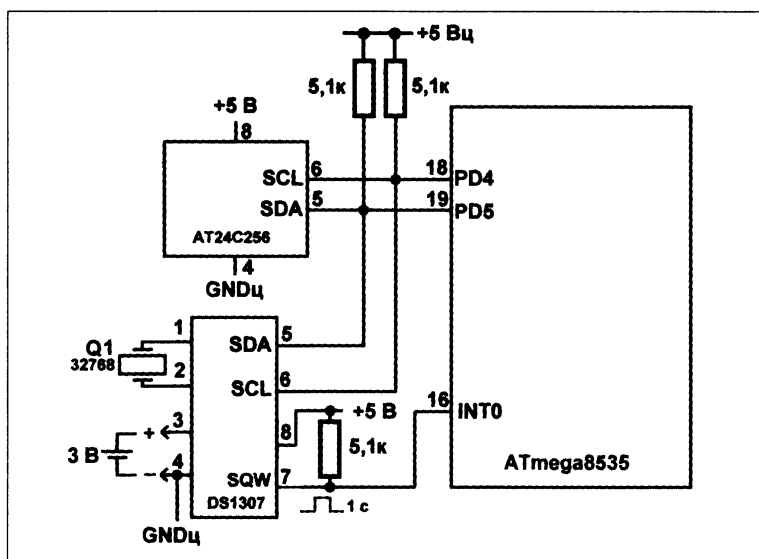 +5 Вц
5,1к
5,1к
+5 В
8
SCL
6
18
PD4
SDA
5
19
PD5
AT24C256
4
GNDц
1
SDA
5
Q1
32768
2
SCL
6
+5 В
16
INT0
3
+
8
5,1к
3 В
–
4
SQW
7
ATmega8535
DS1307
1 с
GNDц